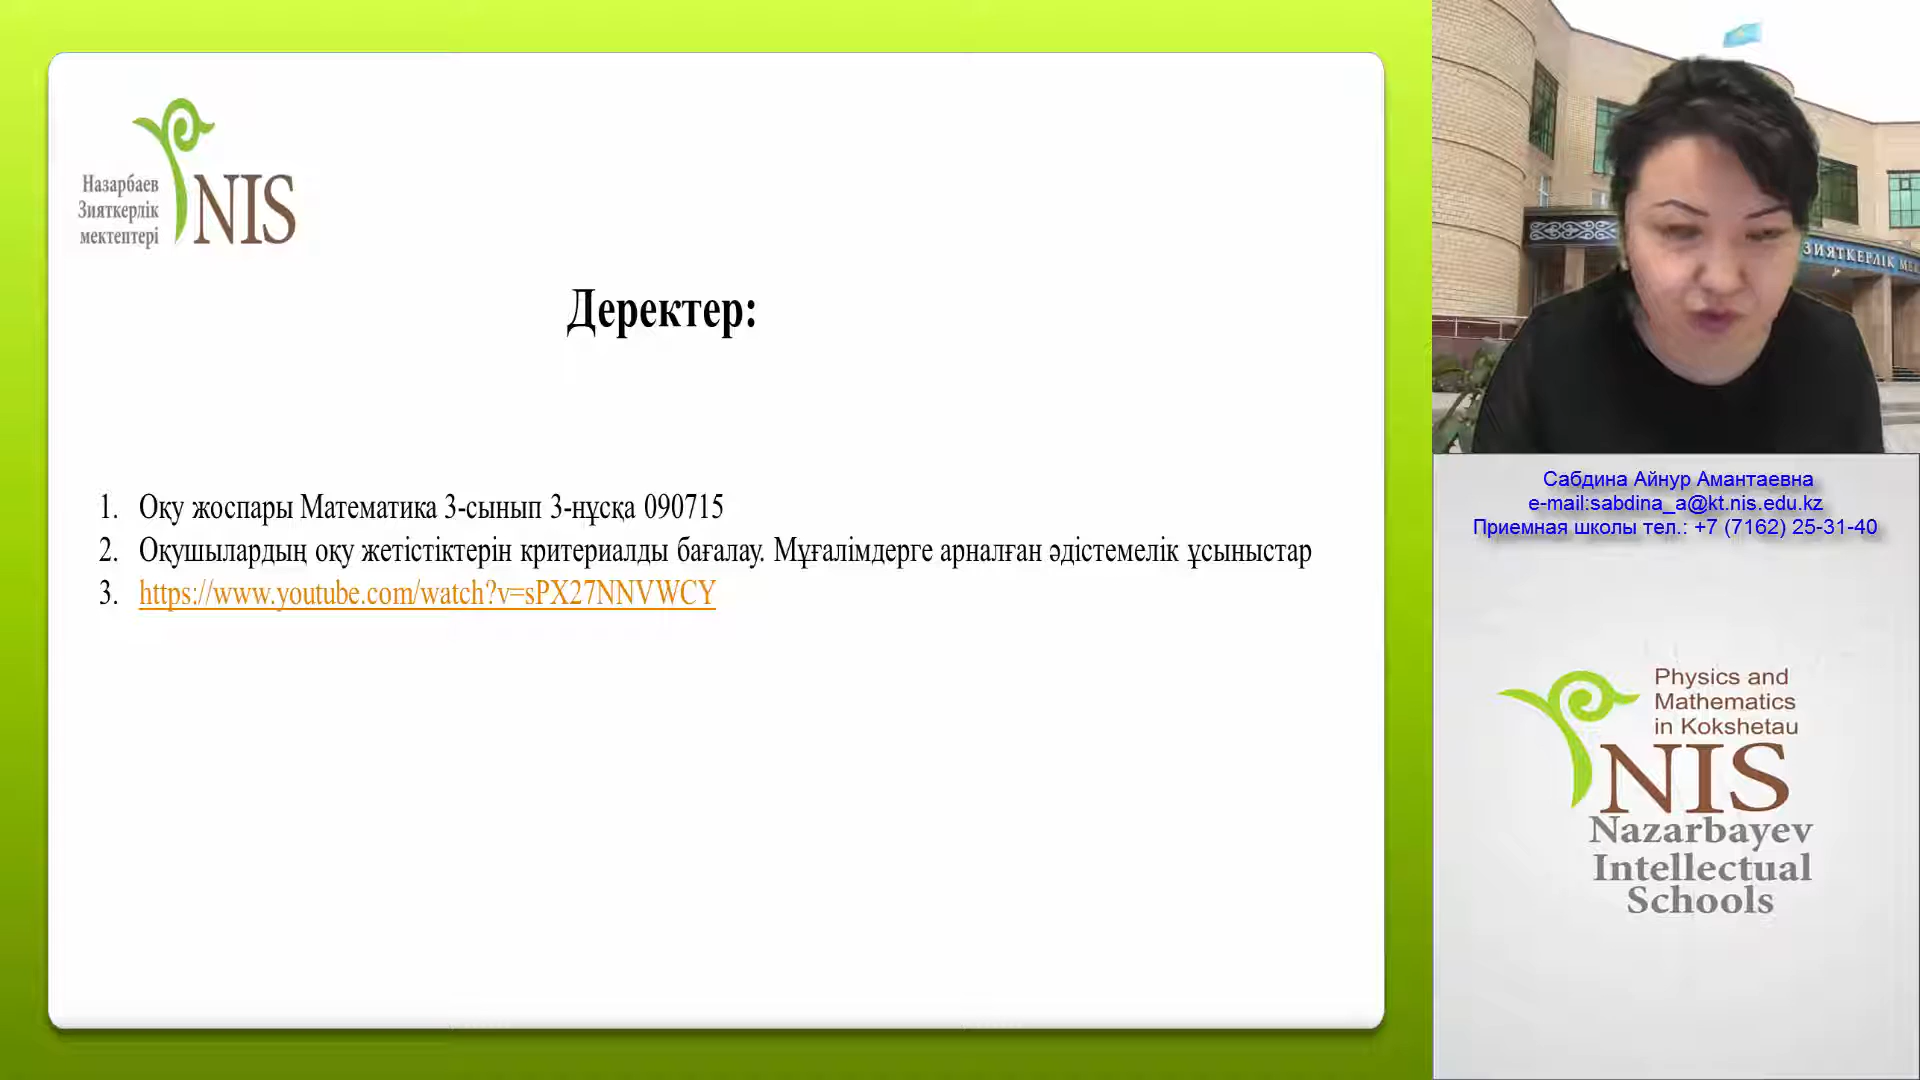 Назарбаев
Зияткерлік
мектептері
NIS
Деректер:
1. Оқу жоспары Математика 3-сынып 3-нұсқа 090715
2. Оқушылардың оқу жетістіктерін критериалды бағалау. Мұғалімдерге арналған әдістемелік ұсыныстар
3. https://www.youtube.com/watch?v=sPX27NNVWCY
ЗИЯТКЕРЛІК
Сабдина Айнур Амантаевна
e-mail:sabdina_a@kt.nis.edu.kz
Приемная школы тел.: +7 (7162) 25-31-40
Physics and
Mathematics
in Kokshetau
NIS
Nazarbayev
Intellectual
Schools